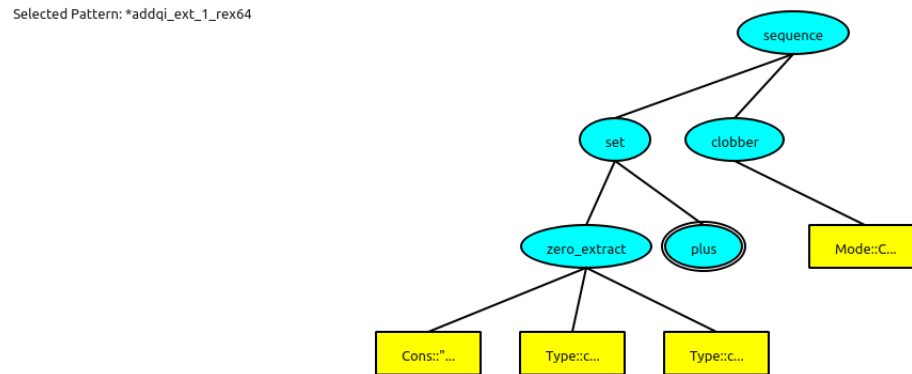 Selected Pattern: *addqi_ext_1_rex64
sequence
set
clobber
zero_extract
plus
Mode::C...
Cons::"...
Type::c...
Type::c...